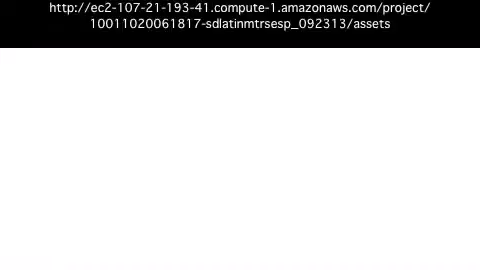 http://ec2-107-21-193-41.compute-1.amazonaws.com/project/
10011020061817-sdlatinmtrsesp_092313/assets